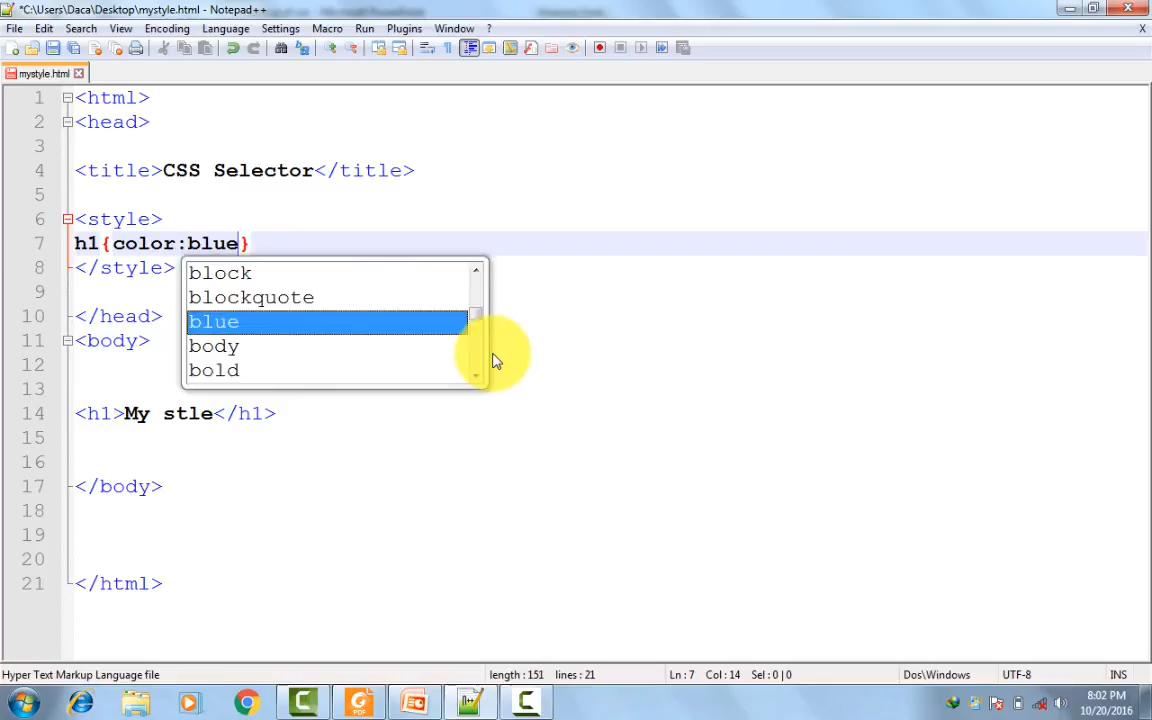 *C:\Users\Daca\Desktop\mystyle.html - Notepad++
File Edit Search View Encoding Language Settings Macro Run Plugins Window ? X
mystyle.html
1 <html>
2 <head>
3
4 <title>CSS Selector</title>
5
6 <style>
7 h1{color:blue}
8 </style>
block
9
blockquote
10 </head>
blue
11 <body>
body
12
bold
13
14 <h1>My stle</h1>
15
16
17 </body>
18
19
20
21 </html>
Hyper Text Markup Language file length : 151 lines : 21 Ln : 7 Col : 14 Sel : 0 | 0 Dos\Windows UTF-8 INS
8:02 PM
10/20/2016